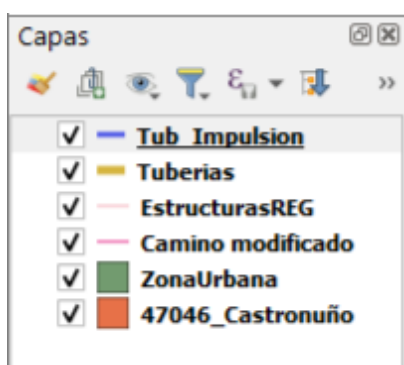 Capas
Tub_Impulsion
Tuberias
EstructurasREG
Camino modificado
ZonaUrbana
47046_Castronuño